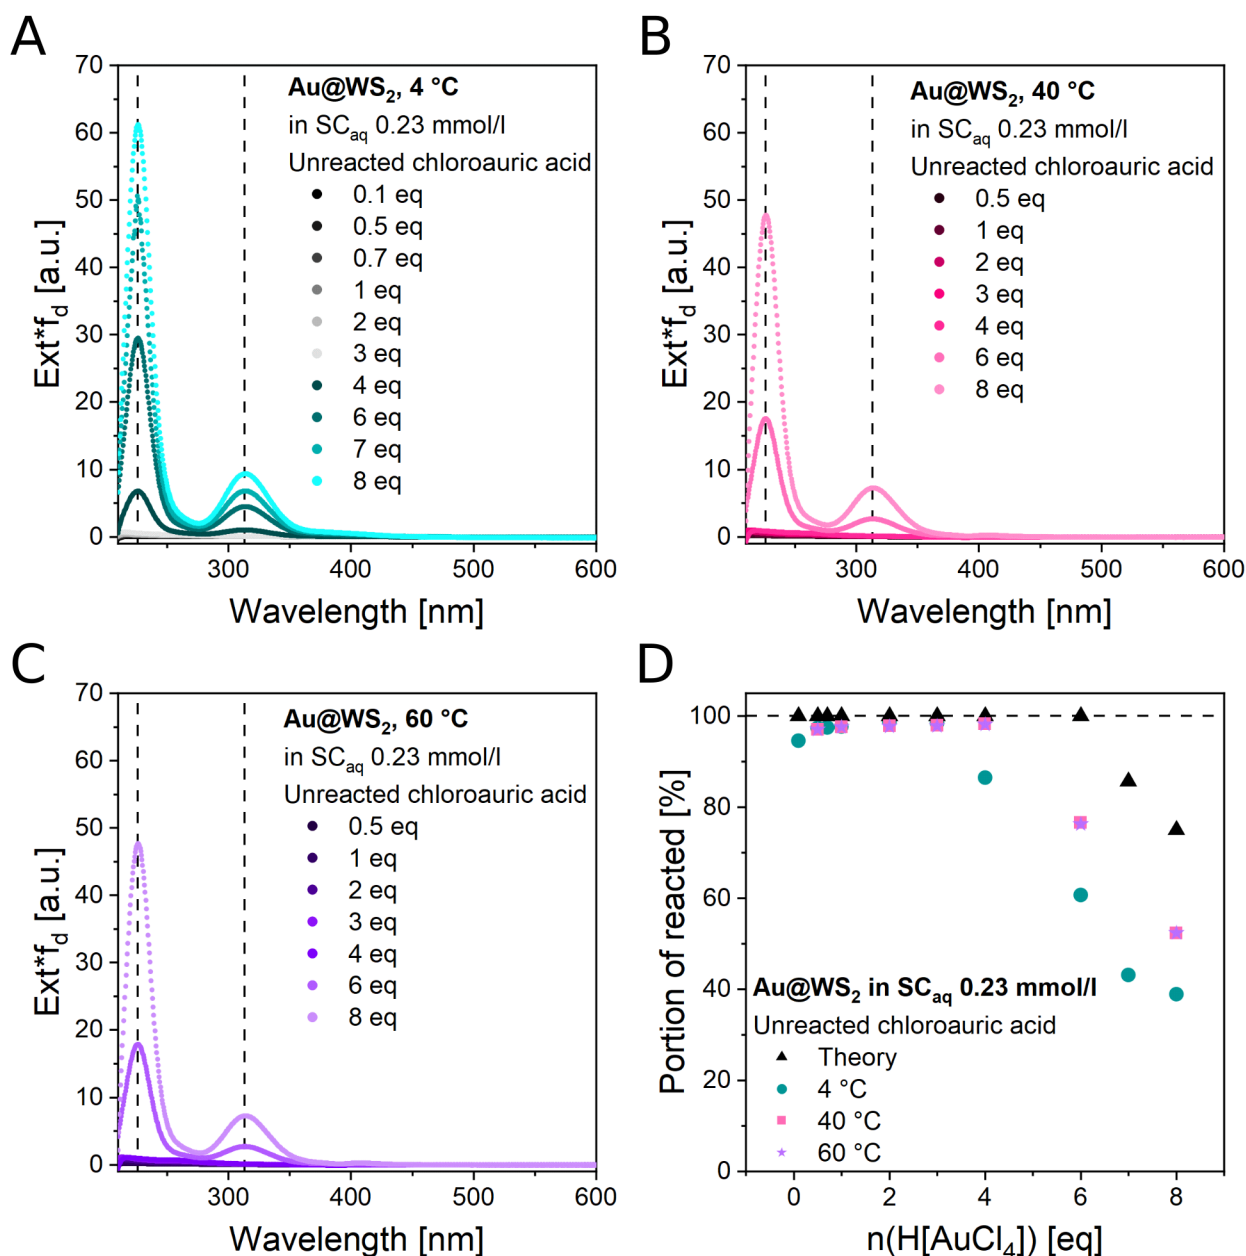 A
70
60
50
40
30
20
10
0
Ext*f_d [a.u.]
300
400
500
600
Wavelength [nm]
Au@WS₂, 4 °C
in SC_aq 0.23 mmol/l
Unreacted chloroauric acid
0.1 eq
0.5 eq
0.7 eq
1 eq
2 eq
3 eq
4 eq
6 eq
7 eq
8 eq
B
70
60
50
40
30
20
10
0
Ext*f_d [a.u.]
300
400
500
600
Wavelength [nm]
Au@WS₂, 40 °C
in SC_aq 0.23 mmol/l
Unreacted chloroauric acid
0.5 eq
1 eq
2 eq
3 eq
4 eq
6 eq
8 eq
C
70
60
50
40
30
20
10
0
Ext*f_d [a.u.]
300
400
500
600
Wavelength [nm]
Au@WS₂, 60 °C
in SC_aq 0.23 mmol/l
Unreacted chloroauric acid
0.5 eq
1 eq
2 eq
3 eq
4 eq
6 eq
8 eq
D
100
80
60
40
20
0
Portion of reacted [%]
0
2
4
6
8
n(H[AuCl₄]) [eq]
Au@WS₂ in SC_aq 0.23 mmol/l
Unreacted chloroauric acid
Theory
4 °C
40 °C
60 °C